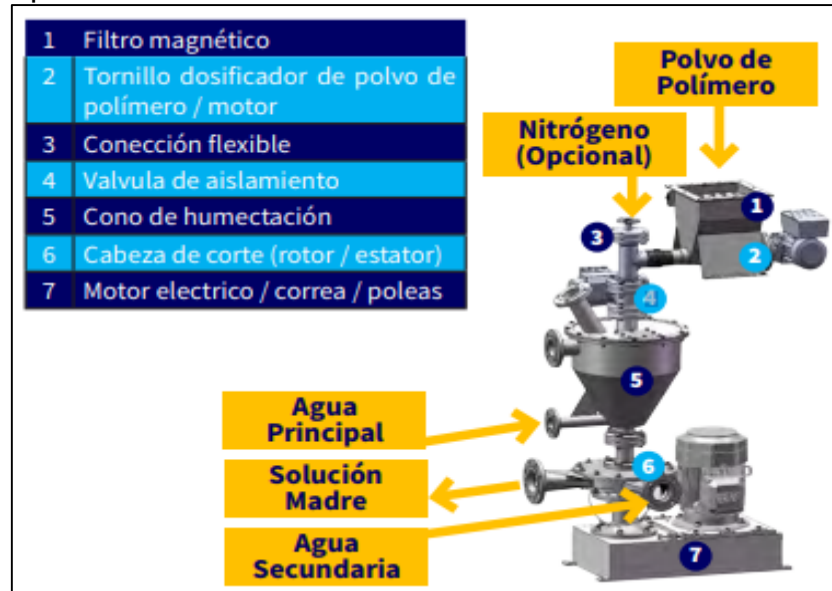 1 Filtro magnético
2 Tornillo dosificador de polvo de
polímero / motor
3 Conección flexible
4 Valvula de aislamiento
5 Cono de humectación
6 Cabeza de corte (rotor / estator)
7 Motor electrico / correa / poleas
Polvo de
Polímero
Nitrógeno
(Opcional)
1
2
3
4
5
Agua
Principal
Solución
Madre
6
Agua
Secundaria
7